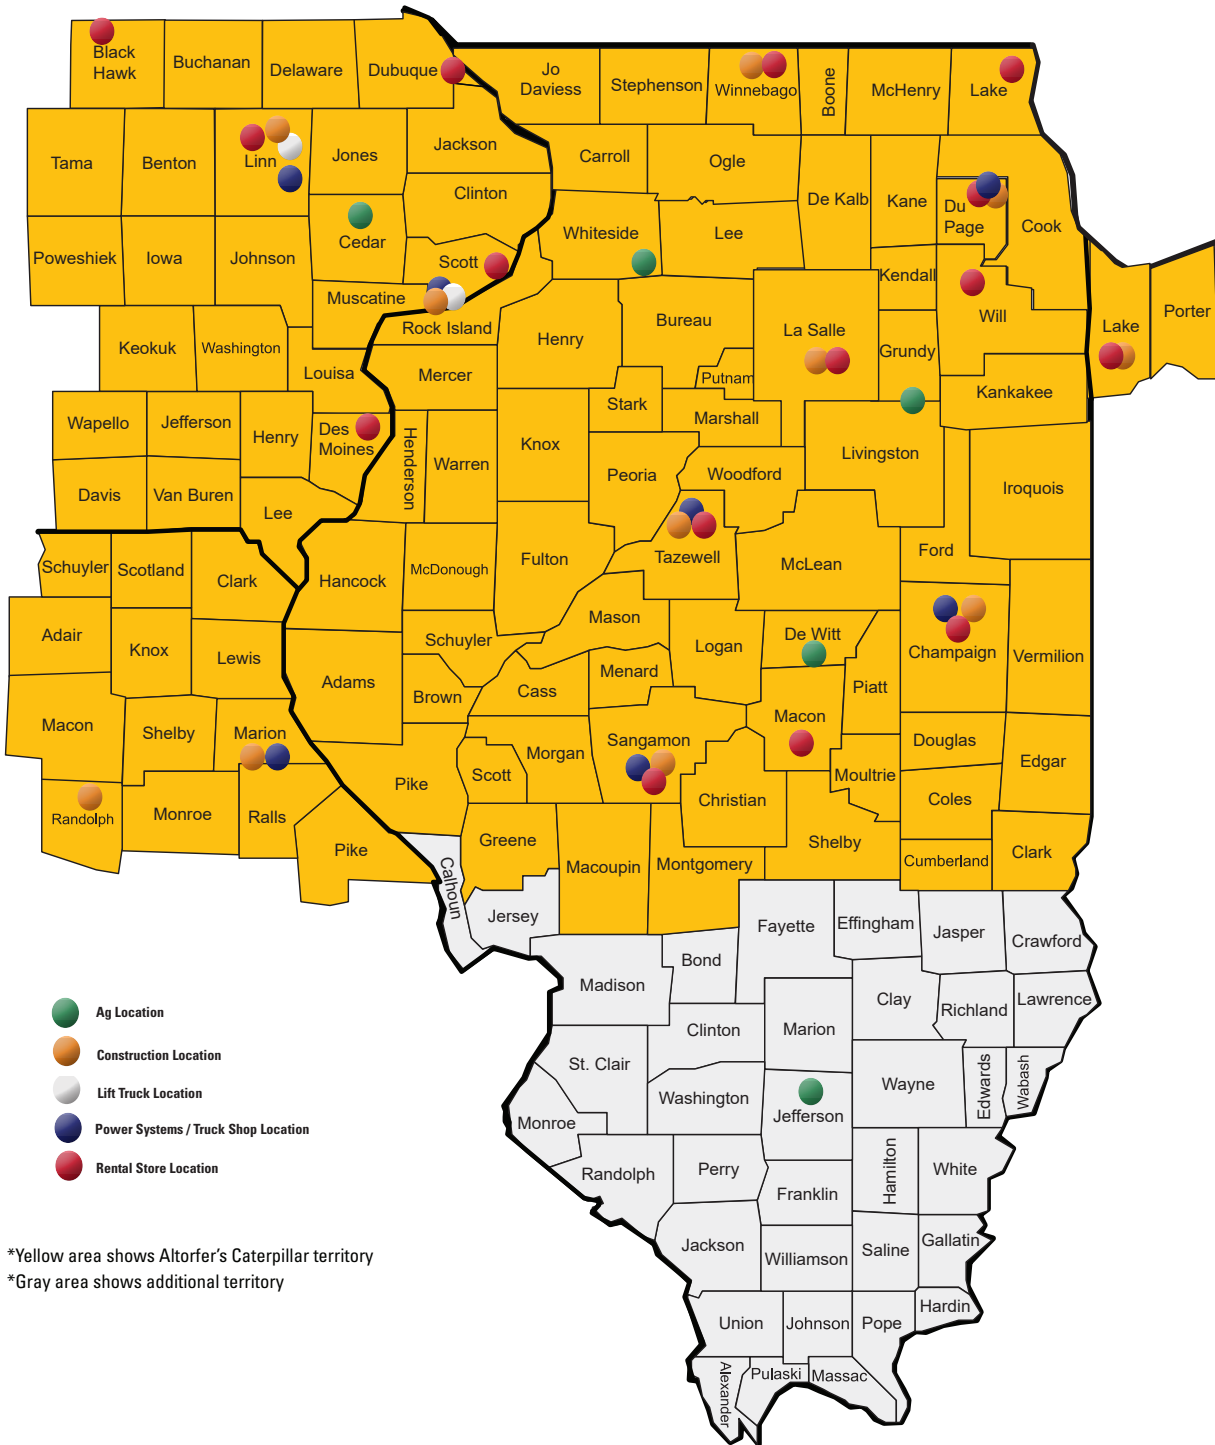 Black
Hawk
Buchanan
Delaware
Dubuque
Jo
Daviess
Stephenson
Winnebago
Boone
McHenry
Lake
Tama
Benton
Linn
Jones
Jackson
Carroll
Ogle
De Kalb
Kane
Du
Page
Cook
Clinton
Cedar
Poweshiek
Iowa
Johnson
Scott
Whiteside
Lee
Kendall
Muscatine
Rock Island
Will
Lake
Porter
Keokuk
Washington
Louisa
Mercer
Henry
Bureau
Putnam
La Salle
Grundy
Kankakee
Wapello
Jefferson
Henry
Des
Moines
Henderson
Warren
Knox
Stark
Marshall
Livingston
Iroquois
Davis
Van Buren
Lee
Peoria
Woodford
Tazewell
McLean
Ford
Schuyler
Scotland
Clark
Hancock
McDonough
Fulton
Mason
Logan
De Witt
Champaign
Vermilion
Adair
Knox
Lewis
Adams
Schuyler
Brown
Cass
Menard
Macon
Piatt
Macon
Shelby
Marion
Pike
Scott
Morgan
Sangamon
Christian
Moultrie
Douglas
Edgar
Coles
Randolph
Monroe
Ralls
Pike
Greene
Macoupin
Montgomery
Shelby
Cumberland
Clark
Calhoun
Jersey
Fayette
Effingham
Jasper
Crawford
Madison
Bond
Clay
Richland
Lawrence
Clinton
Marion
St. Clair
Washington
Jefferson
Wayne
Edwards
Wabash
Monroe
Randolph
Perry
Franklin
Hamilton
White
Jackson
Williamson
Saline
Gallatin
Union
Johnson
Pope
Hardin
Alexander
Pulaski
Massac
Ag Location
Construction Location
Lift Truck Location
Power Systems / Truck Shop Location
Rental Store Location
*Yellow area shows Altorfer's Caterpillar territory
*Gray area shows additional territory